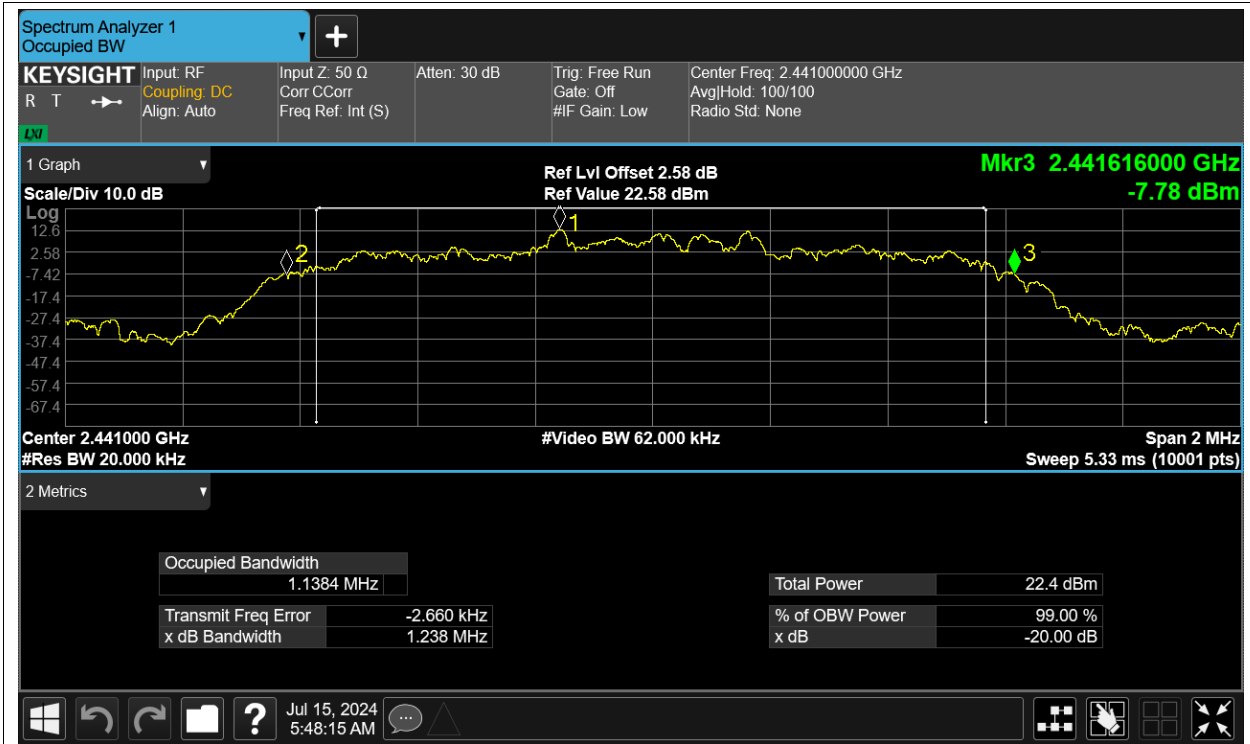 Spectrum Analyzer 1
Occupied BW
KEYSIGHT
R T
LXI
Input: RF
Coupling: DC
Align: Auto
Input Z: 50 Ω
Corr CCorr
Freq Ref: Int (S)
Atten: 30 dB
Trig: Free Run
Gate: Off
#IF Gain: Low
Center Freq: 2.441000000 GHz
Avg|Hold: 100/100
Radio Std: None
1 Graph
Scale/Div 10.0 dB
Ref Lvl Offset 2.58 dB
Ref Value 22.58 dBm
Mkr3 2.441616000 GHz
-7.78 dBm
Log
12.6
2.58
-7.42
-17.4
-27.4
-37.4
-47.4
-57.4
-67.4
1
2
3
Center 2.441000 GHz
#Video BW 62.000 kHz
Span 2 MHz
#Res BW 20.000 kHz
Sweep 5.33 ms (10001 pts)
2 Metrics
Occupied Bandwidth
1.1384 MHz
Transmit Freq Error -2.660 kHz
x dB Bandwidth 1.238 MHz
Total Power 22.4 dBm
% of OBW Power 99.00 %
x dB -20.00 dB
?
Jul 15, 2024
5:48:15 AM